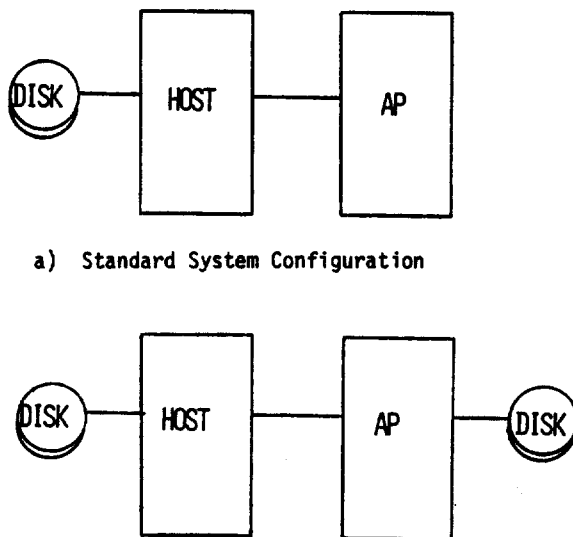 DISK HOST AP
a) Standard System Configuration
DISK HOST AP DISK